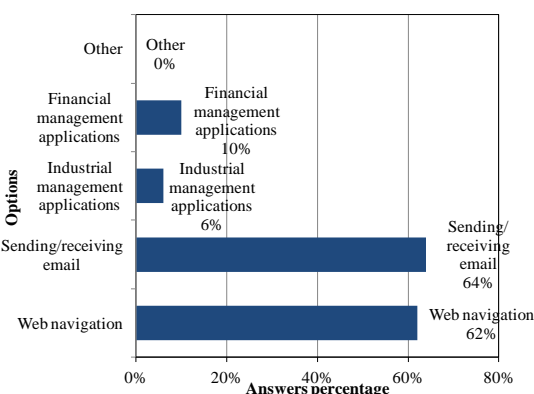 Other
Other
0%
Financial
management
applications
Financial
management
applications
10%
Industrial
management
applications
Industrial
management
applications
6%
Sending/receiving
email
Sending/
receiving
email
64%
Web navigation
Web navigation
62%
Options
0%
20%
40%
60%
80%
Answers percentage